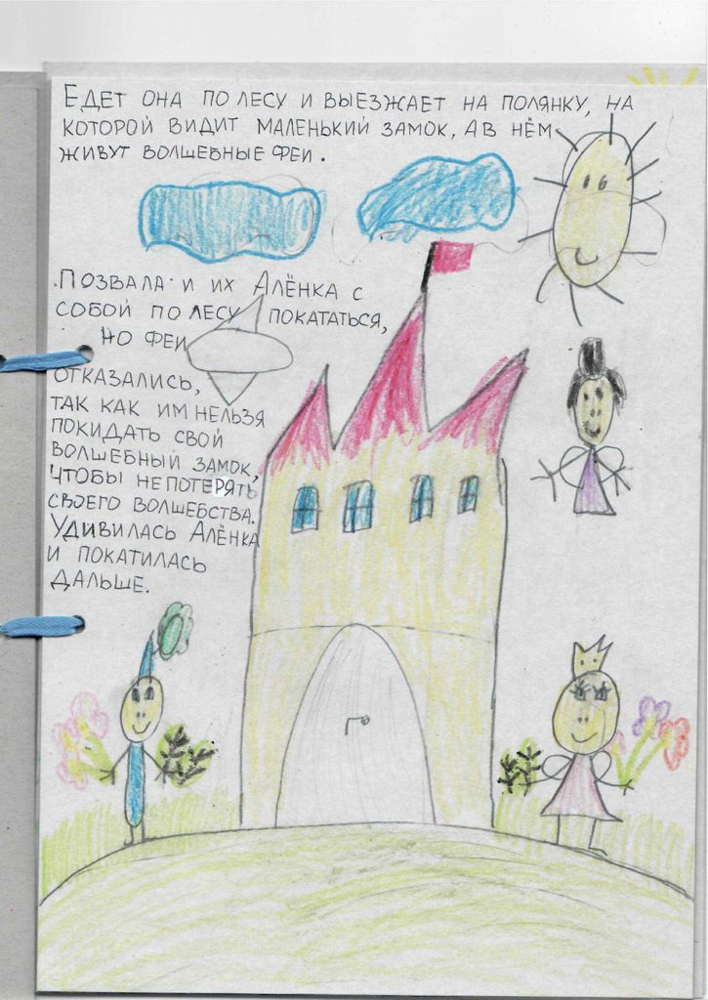 ЕДЕТ ОНА ПО ЛЕСУ И ВЫЕЗЖАЕТ НА ПОЛЯНКУ, НА
КОТОРОЙ ВИДИТ МАЛЕНЬКИЙ ЗАМОК, А В НЁМ
ЖИВУТ ВОЛШЕБНЫЕ ФЕИ.
ПОЗВАЛА И ИХ АЛЁНКА С
СОБОЙ ПО ЛЕСУ ПОКАТАТЬСЯ,
НО ФЕИ
ОТКАЗАЛИСЬ,
ТАК КАК ИМ НЕЛЬЗЯ
ПОКИДАТЬ СВОЙ
ВОЛШЕБНЫЙ ЗАМОК,
ЧТОБЫ НЕ ПОТЕРЯТЬ
СВОЕГО ВОЛШЕБСТВА.
УДИВИЛАСЬ АЛЁНКА
И ПОКАТИЛАСЬ
ДАЛЬШЕ.